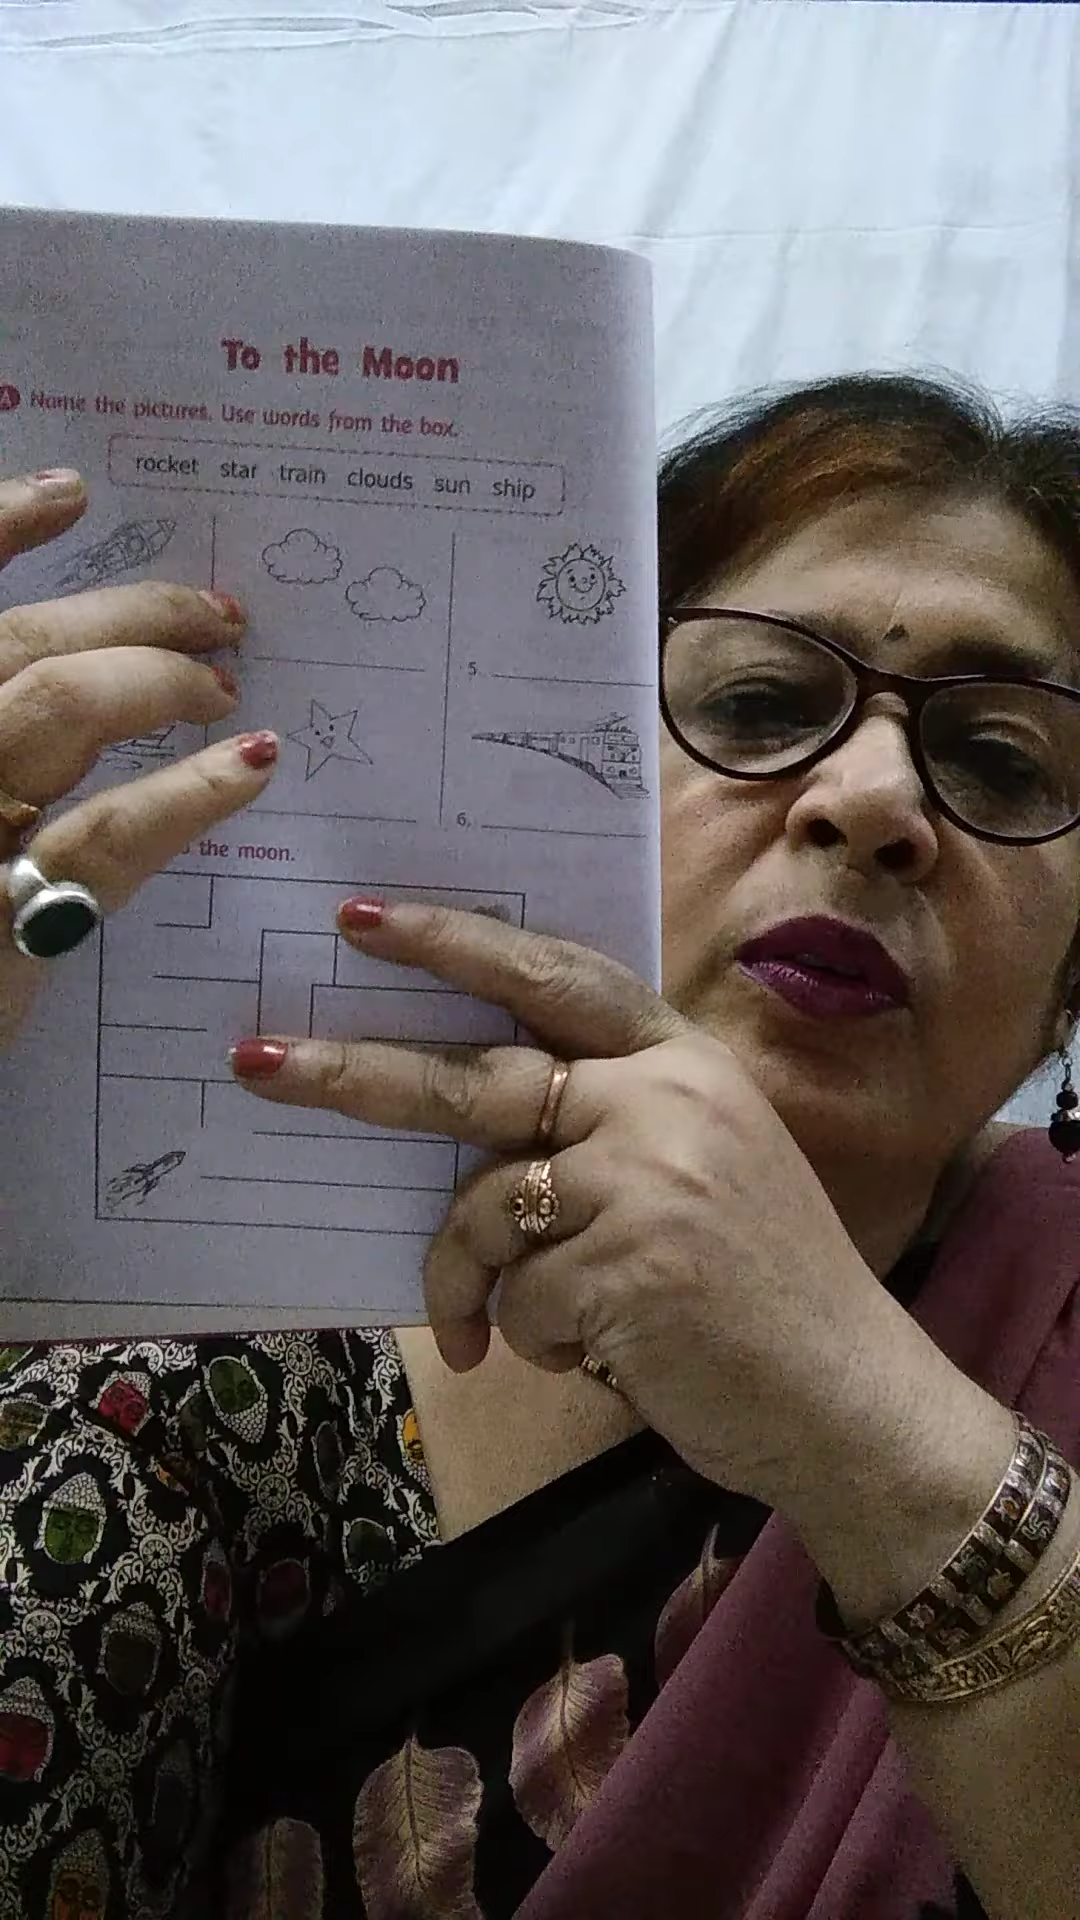 To the Moon
A Name the pictures. Use words from the box.
rocket star train clouds sun ship
5.
6.
the moon.